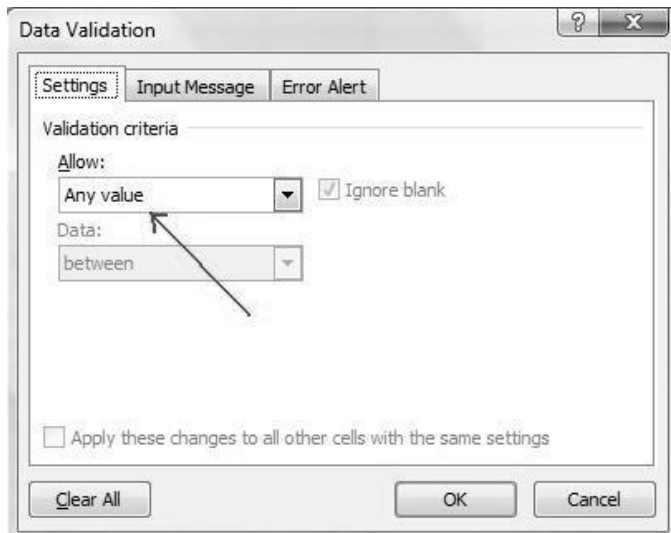 Data Validation
Settings Input Message Error Alert
Validation criteria
Allow:
Any value Ignore blank
Data:
between
Apply these changes to all other cells with the same settings
Clear All OK Cancel